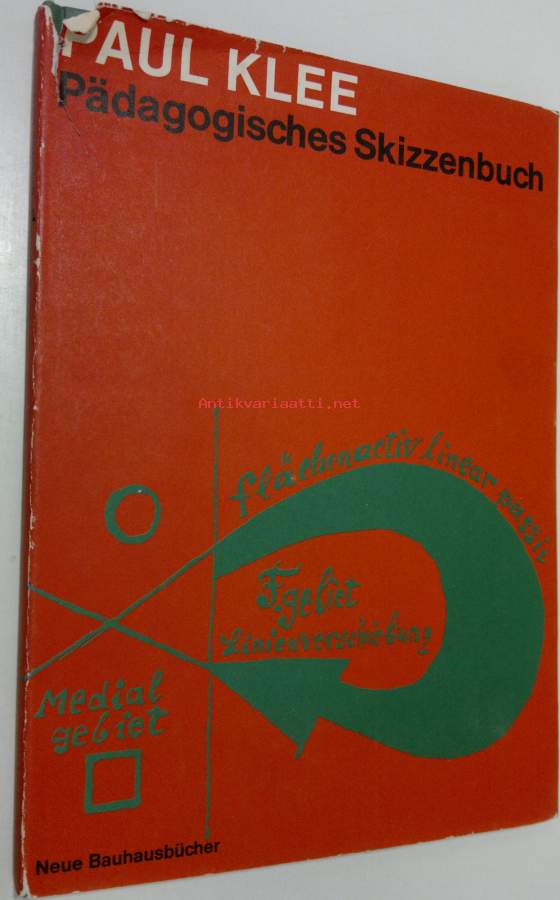 PAUL KLEE
Pädagogisches Skizzenbuch
Antikvariaatti.net
flächenactiv linear passiv
F.gebiet
Linienverschiebung
Medial
gebiet
Neue Bauhausbücher